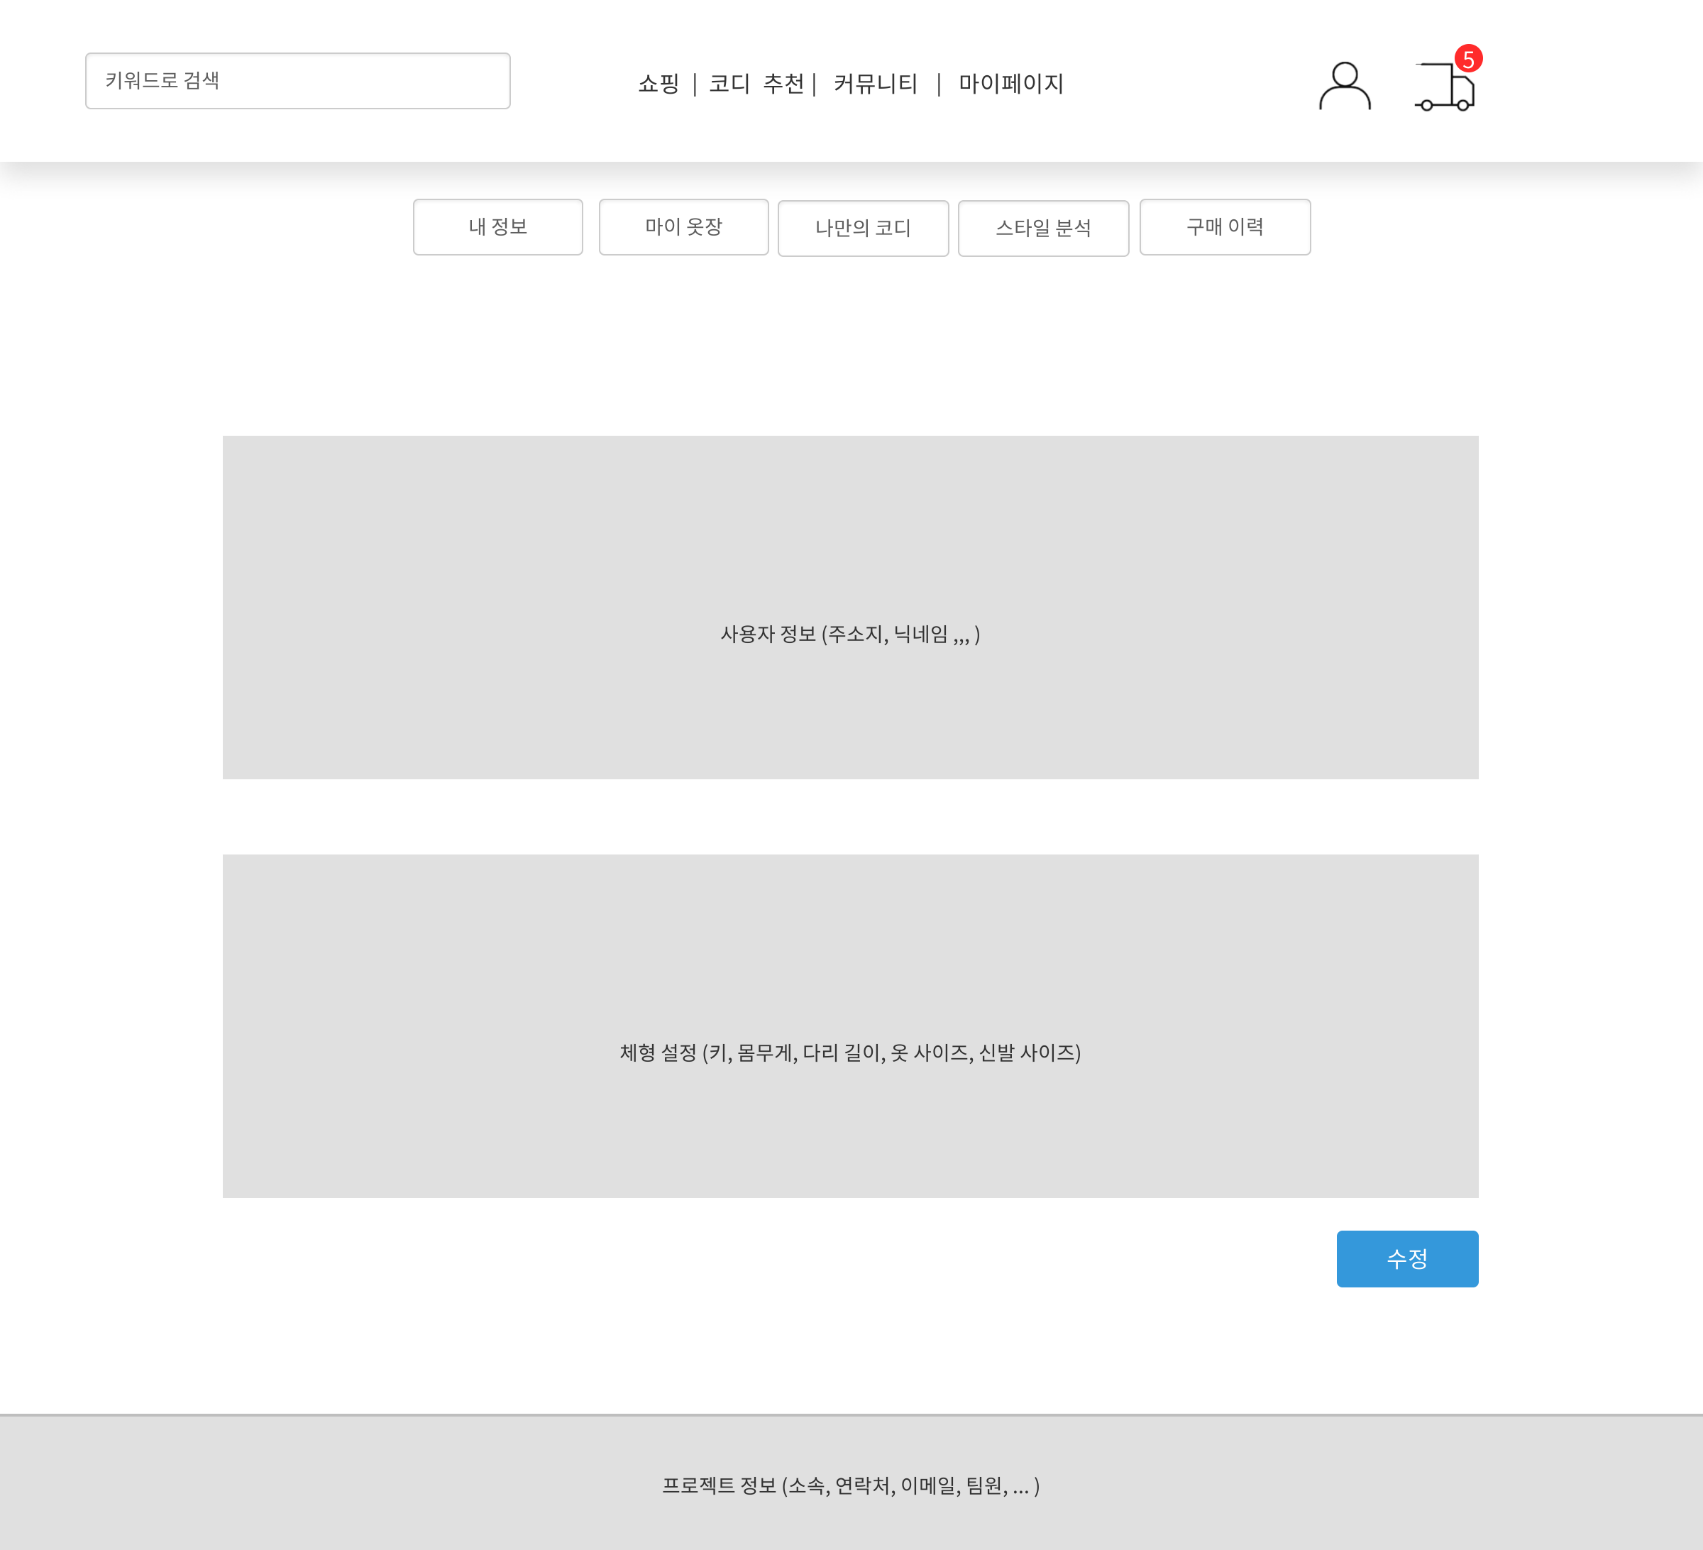 키워드로 검색
쇼핑 | 코디 추천 | 커뮤니티 | 마이페이지
5
내 정보
마이 옷장
나만의 코디
스타일 분석
구매 이력
사용자 정보 (주소지, 닉네임 ,,, )
체형 설정 (키, 몸무게, 다리 길이, 옷 사이즈, 신발 사이즈)
수정
프로젝트 정보 (소속, 연락처, 이메일, 팀원, ... )